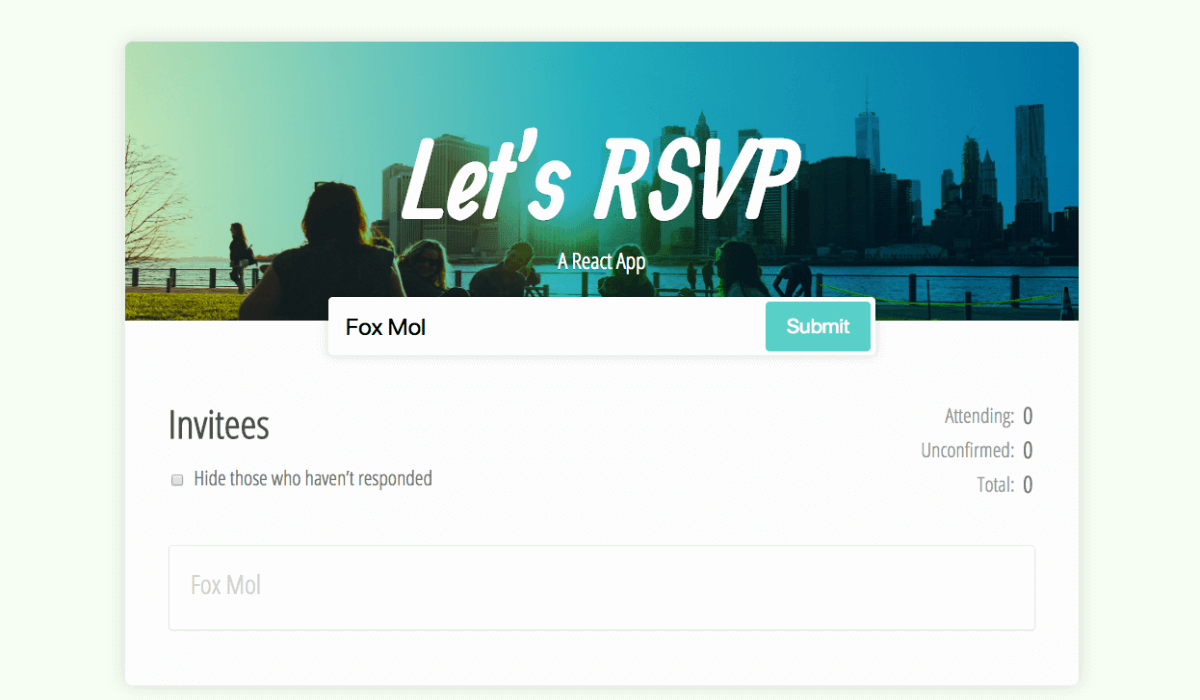 Let's RSVP
A React App
Fox Mol
Submit
Invitees
Hide those who haven’t responded
Attending: 0
Unconfirmed: 0
Total: 0
Fox Mol